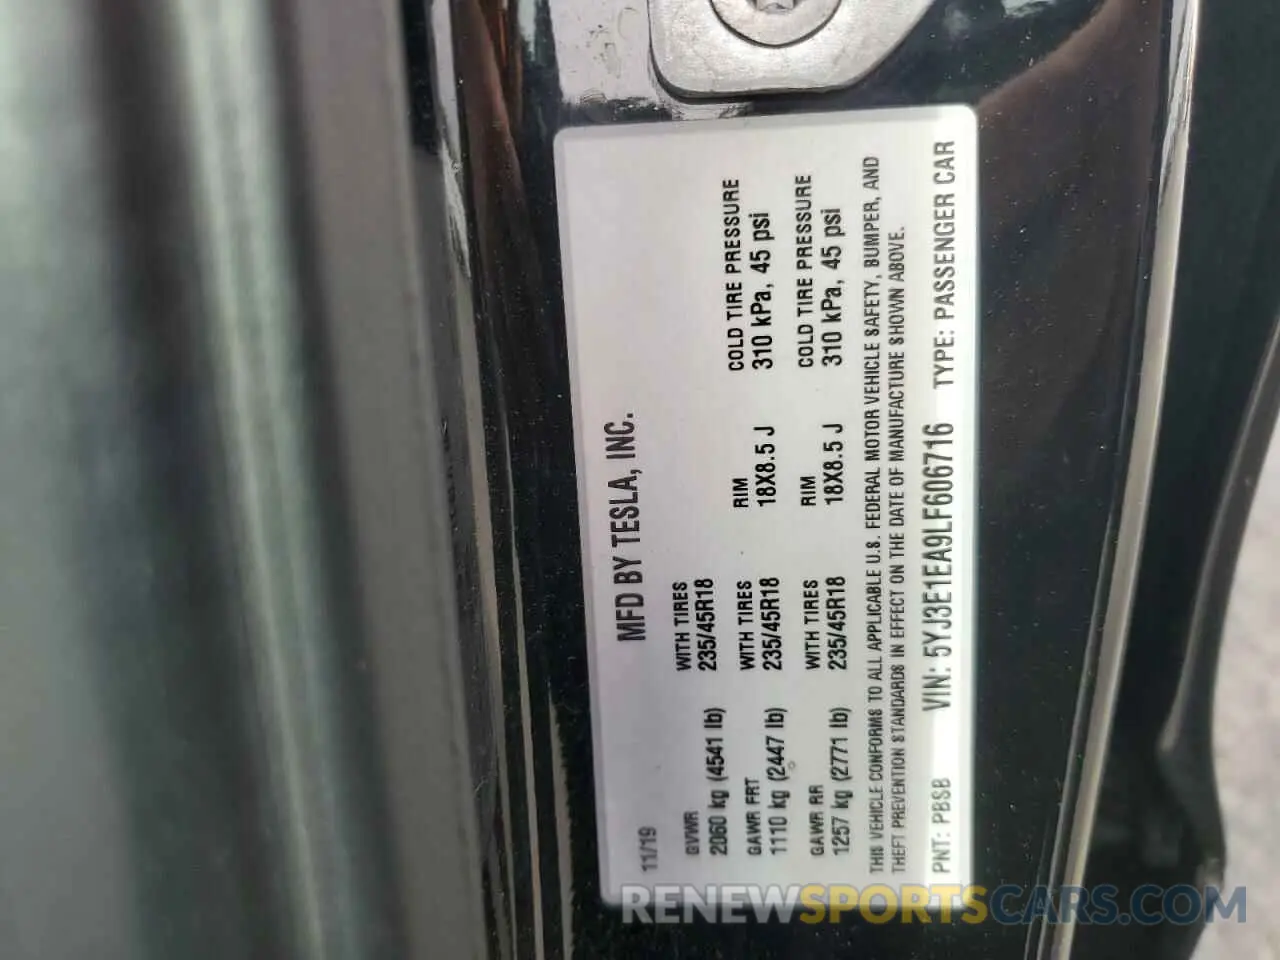 MFD BY TESLA, INC.
11/19
GVWR WITH TIRES
2060 kg (4541 lb) 235/45R18
GAWR FRT WITH TIRES RIM COLD TIRE PRESSURE
1110 kg (2447 lb) 235/45R18 18X8.5 J 310 kPa, 45 psi
GAWR RR WITH TIRES RIM COLD TIRE PRESSURE
1257 kg (2771 lb) 235/45R18 18X8.5 J 310 kPa, 45 psi
THIS VEHICLE CONFORMS TO ALL APPLICABLE U.S. FEDERAL MOTOR VEHICLE SAFETY, BUMPER, AND
THEFT PREVENTION STANDARDS IN EFFECT ON THE DATE OF MANUFACTURE SHOWN ABOVE.
PNT: PBSB VIN: 5YJ3E1EA9LF606716 TYPE: PASSENGER CAR
RENEWSPORTSCARS.COM